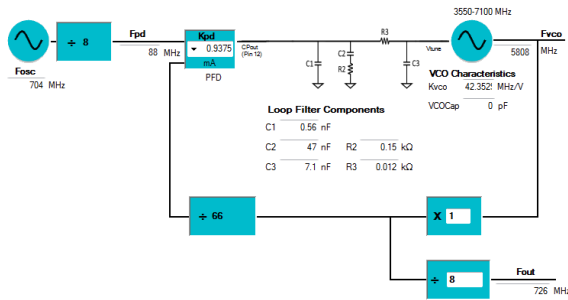 3550-7100 MHz
Fosc
704 MHz
÷ 8
Fpd
88 MHz
Kpd
0.9375
mA
PFD
CPout
(Pin 12)
C1
C2
R2
R3
C3
Vtune
Fvco
5808 MHz
VCO Characteristics
Kvco 42.352 MHz/V
VCOCap 0 pF
Loop Filter Components
C1 0.56 nF
C2 47 nF R2 0.15 kΩ
C3 7.1 nF R3 0.012 kΩ
÷ 66
X 1
÷ 8
Fout
726 MHz